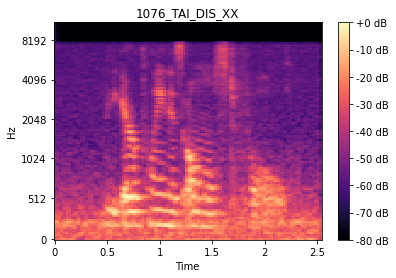 1076_TAI_DIS_XX
Hz
8192
4096
2048
1024
512
0
0 0.5 1 1.5 2 2.5
Time
+0 dB
-10 dB
-20 dB
-30 dB
-40 dB
-50 dB
-60 dB
-70 dB
-80 dB